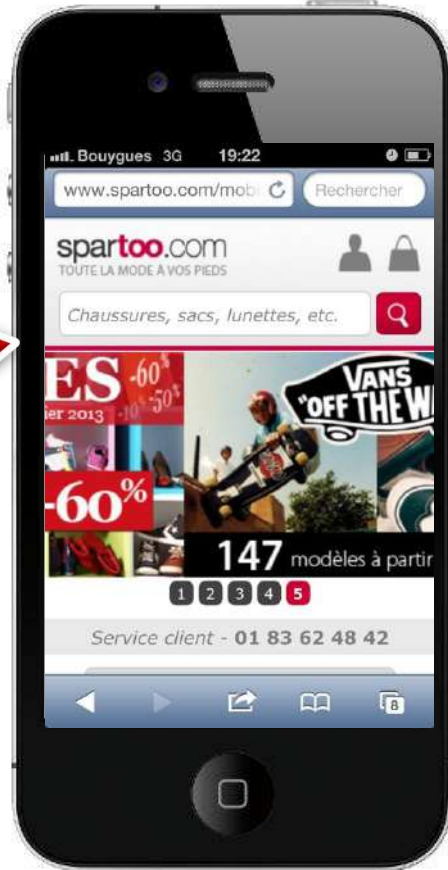 Bouygues 3G 19:22
www.spartoo.com/mob
Rechercher
spartoo.com
TOUTE LA MODE À VOS PIEDS
Chaussures, sacs, lunettes, etc.
ES -60%
ier 2013 -10% -50%
-60%
VANS
"OFF THE W
147 modèles à partir
1 2 3 4 5
Service client - 01 83 62 48 42
8